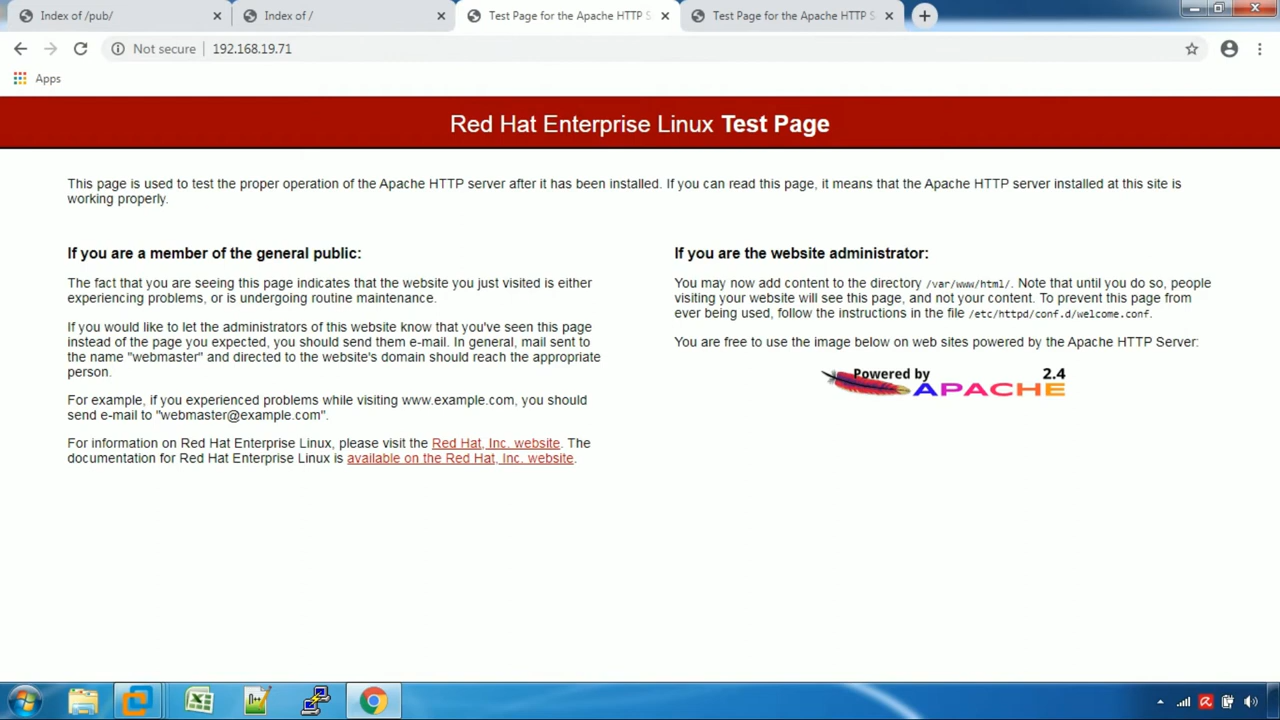 Index of /pub/
Index of /
Test Page for the Apache HTTP S
Test Page for the Apache HTTP S
Not secure
192.168.19.71
Apps
Red Hat Enterprise Linux Test Page
This page is used to test the proper operation of the Apache HTTP server after it has been installed. If you can read this page, it means that the Apache HTTP server installed at this site is
working properly.
If you are a member of the general public:
The fact that you are seeing this page indicates that the website you just visited is either
experiencing problems, or is undergoing routine maintenance.
If you would like to let the administrators of this website know that you've seen this page
instead of the page you expected, you should send them e-mail. In general, mail sent to
the name "webmaster" and directed to the website's domain should reach the appropriate
person.
For example, if you experienced problems while visiting www.example.com, you should
send e-mail to "webmaster@example.com".
For information on Red Hat Enterprise Linux, please visit the Red Hat, Inc. website. The
documentation for Red Hat Enterprise Linux is available on the Red Hat, Inc. website.
If you are the website administrator:
You may now add content to the directory /var/www/html/. Note that until you do so, people
visiting your website will see this page, and not your content. To prevent this page from
ever being used, follow the instructions in the file /etc/httpd/conf.d/welcome.conf.
You are free to use the image below on web sites powered by the Apache HTTP Server:
Powered by 2.4
APACHE